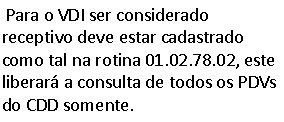 Para o VDI ser considerado
receptivo deve estar cadastrado
como tal na rotina 01.02.78.02, este
liberará a consulta de todos os PDVs
do CDD somente.